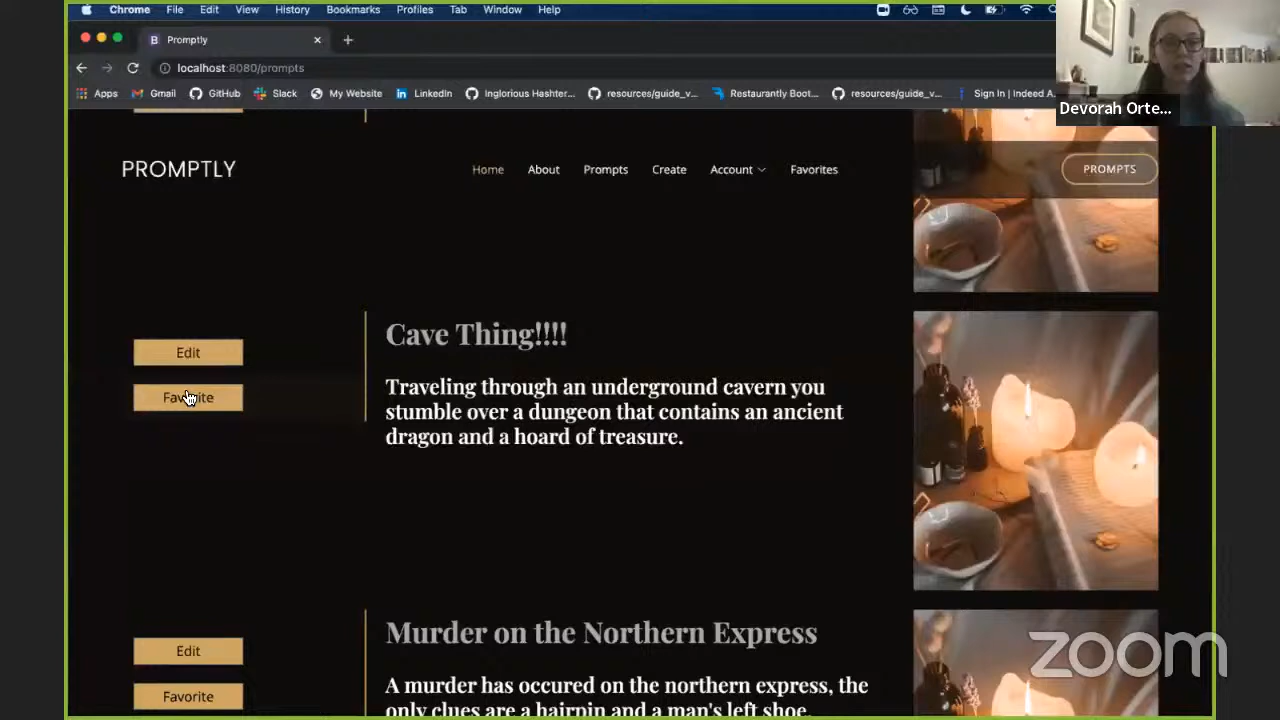 Chrome File Edit View History Bookmarks Profiles Tab Window Help
B Promptly
localhost:8080/prompts
Apps Gmail GitHub Slack My Website LinkedIn Inglorious Hashter... resources/guide_v... Restaurantly Boot... resources/guide_v... Sign In | Indeed A...
Devorah Orte...
PROMPTLY Home About Prompts Create Account Favorites PROMPTS
Cave Thing!!!!
Edit
Favorite
Traveling through an underground cavern you
stumble over a dungeon that contains an ancient
dragon and a hoard of treasure.
Murder on the Northern Express
Edit
Favorite
A murder has occured on the northern express, the
only clues are a hairpin and a man's left shoe.
zoom